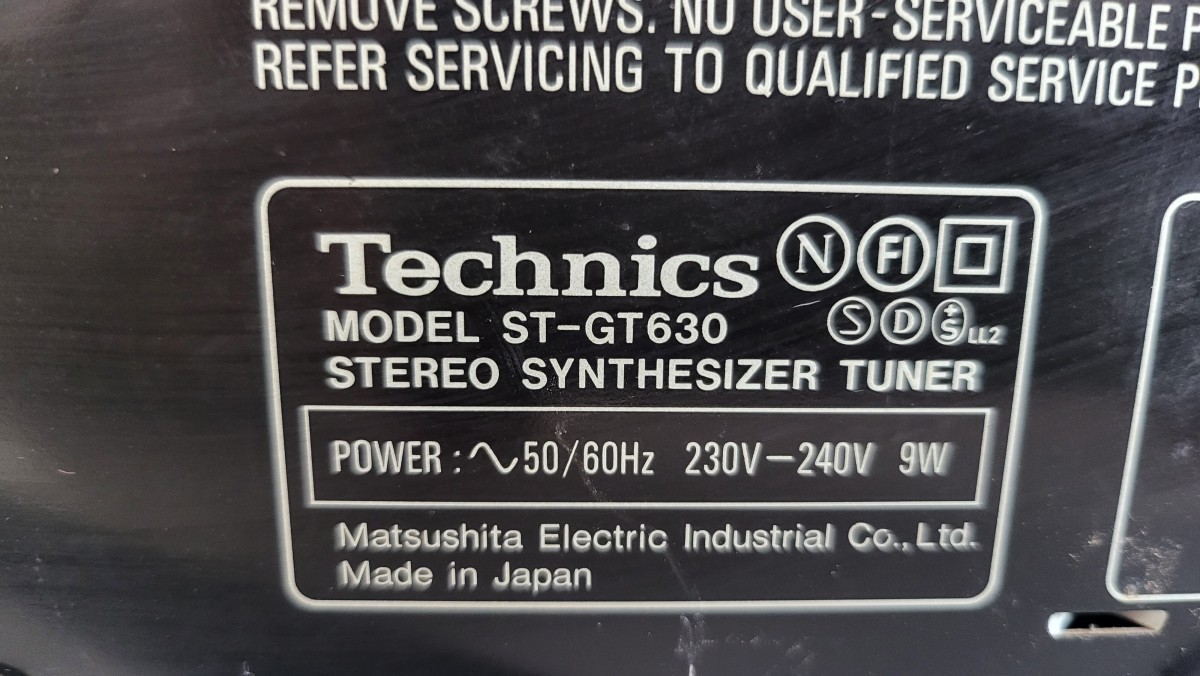 REMOVE SCREWS. NO USER-SERVICEABLE
REFER SERVICING TO QUALIFIED SERVICE P
Technics N FI
MODEL ST-GT630 S D +S LL2
STEREO SYNTHESIZER TUNER
POWER : ∿50/60Hz 230V—240V 9W
Matsushita Electric Industrial Co., Ltd.
Made in Japan